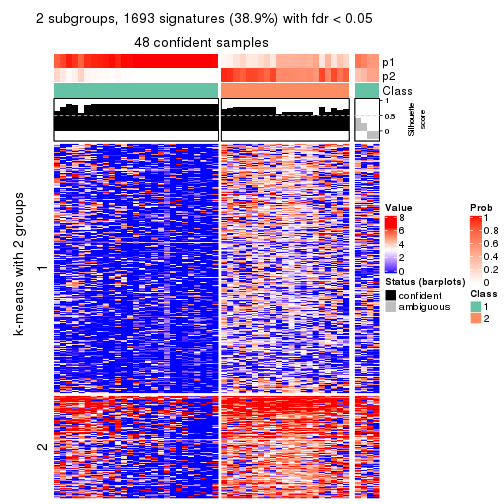 2 subgroups, 1693 signatures (38.9%) with fdr < 0.05
48 confident samples
p1
p2
Class
1
0.5
0
Silhouette
score
k-means with 2 groups
1
2
Value
8
6
4
2
0
Status (barplots)
confident
ambiguous
Prob
1
0.8
0.6
0.4
0.2
0
Class
1
2